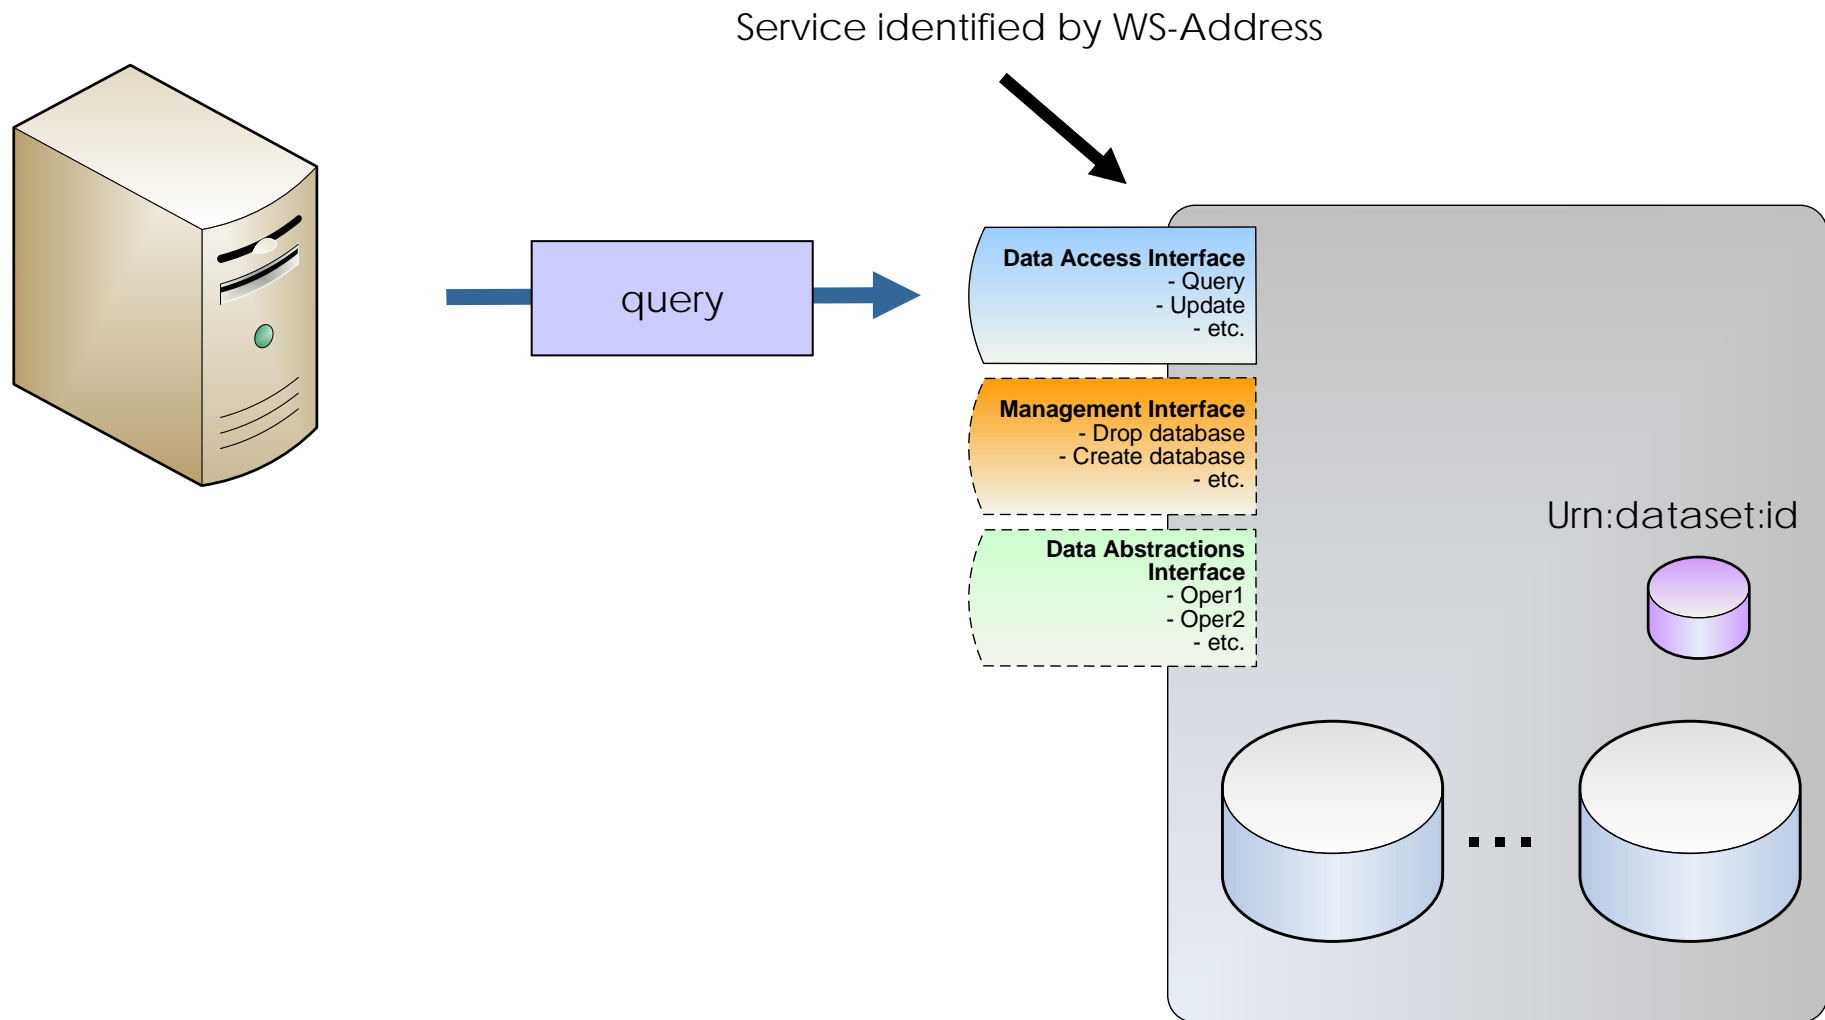 Service identified by WS-Address
query
Data Access Interface
- Query
- Update
- etc.
Management Interface
- Drop database
- Create database
- etc.
Data Abstractions
Interface
- Oper1
- Oper2
- etc.
Urn:dataset:id
...